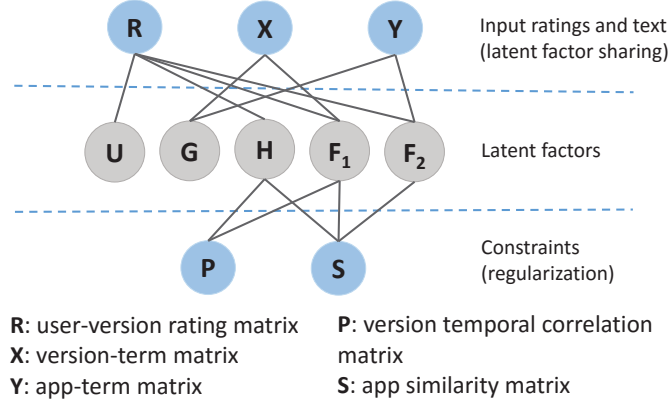 R X Y Input ratings and text
(latent factor sharing)
U G H F1 F2 Latent factors
P S Constraints
(regularization)
R: user-version rating matrix
X: version-term matrix
Y: app-term matrix
P: version temporal correlation
matrix
S: app similarity matrix